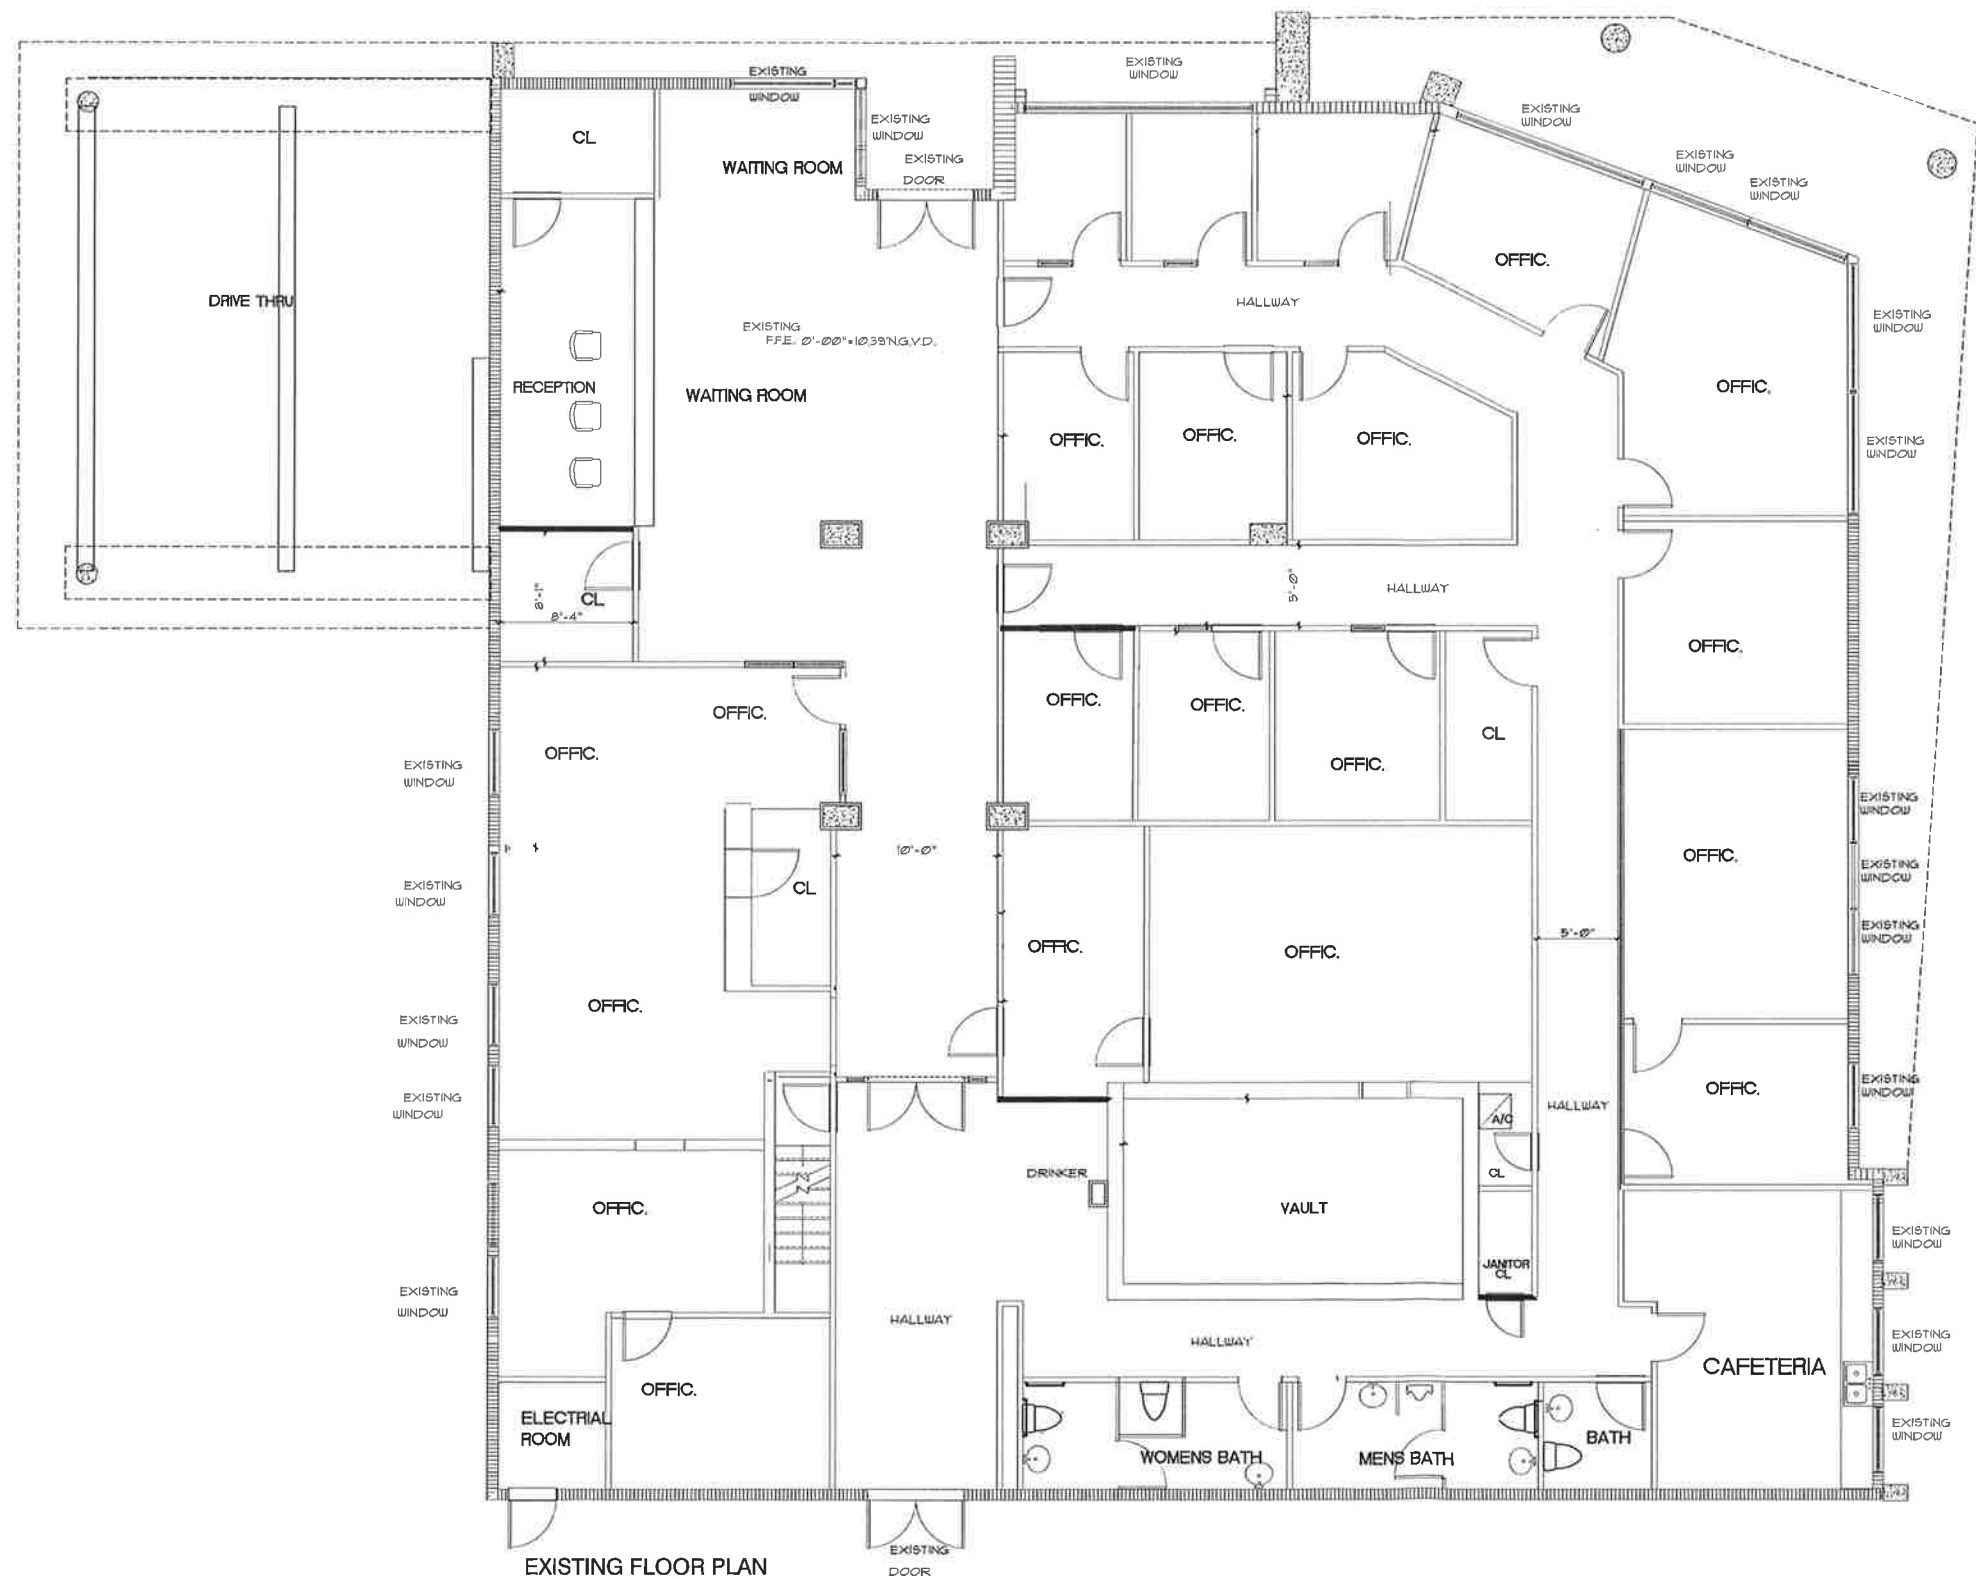 EXISTING
WINDOW
EXISTING
WINDOW
EXISTING
WINDOW
EXISTING
WINDOW
CL
WAITING ROOM
EXISTING
DOOR
EXISTING
WINDOW
EXISTING
WINDOW
OFFIC.
DRIVE THRU
HALLWAY
EXISTING
WINDOW
EXISTING
F.F.E. 0'-00"=10.39'N.G.V.D.
RECEPTION
WAITING ROOM
OFFIC.
OFFIC.
OFFIC.
OFFIC.
EXISTING
WINDOW
8'-1"
CL
8'-4"
5'-0"
HALLWAY
OFFIC.
OFFIC.
OFFIC.
OFFIC.
OFFIC.
OFFIC.
CL
OFFIC.
EXISTING
WINDOW
EXISTING
WINDOW
10'-0"
OFFIC.
EXISTING
WINDOW
EXISTING
WINDOW
CL
EXISTING
WINDOW
5'-0"
OFFIC.
OFFIC.
OFFIC.
EXISTING
WINDOW
EXISTING
WINDOW
HALLWAY
OFFIC.
EXISTING
WINDOW
A/C
DRINKER
CL
OFFIC.
VAULT
EXISTING
WINDOW
JANITOR
CL
EXISTING
WINDOW
HALLWAY
HALLWAY
EXISTING
WINDOW
CAFETERIA
OFFIC.
ELECTRIAL
ROOM
WOMENS BATH
MENS BATH
BATH
EXISTING
WINDOW
EXISTING FLOOR PLAN
EXISTING
DOOR